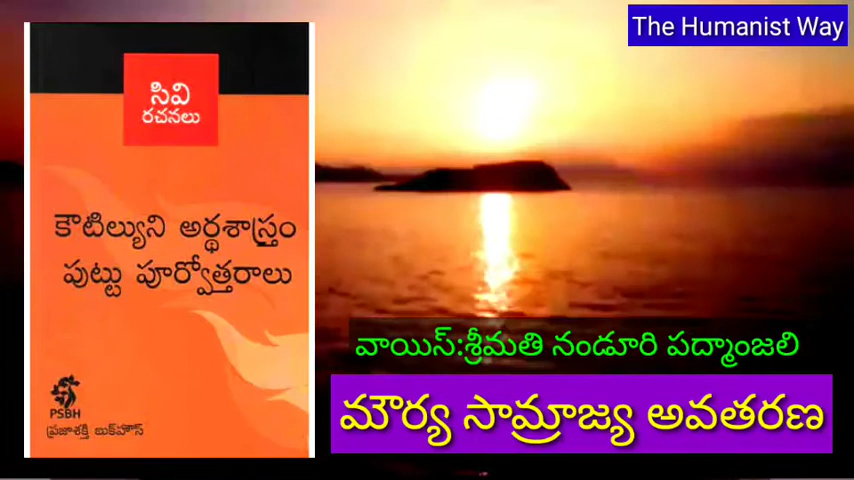 The Humanist Way
సివి
రచనలు
కౌటిల్యుని అర్థశాస్త్రం
పుట్టు పూర్వోత్తరాలు
PSBH
ప్రజాశక్తి బుక్‌హౌస్
వాయిస్:శ్రీమతి నండూరి పద్మాంజలి
మౌర్య సామ్రాజ్య అవతరణ